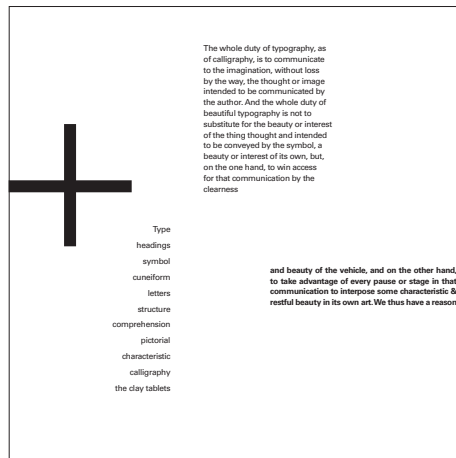 The whole duty of typography, as
of calligraphy, is to communicate
to the imagination, without loss
by the way, the thought or image
intended to be communicated by
the author. And the whole duty of
beautiful typography is not to
substitute for the beauty or interest
of the thing thought and intended
to be conveyed by the symbol, a
beauty or interest of its own, but,
on the one hand, to win access
for that communication by the
clearness
Type
headings
symbol
cuneiform
letters
structure
comprehension
pictorial
characteristic
calligraphy
the clay tablets
and beauty of the vehicle, and on the other hand,
to take advantage of every pause or stage in that
communication to interpose some characteristic &
restful beauty in its own art. We thus have a reason